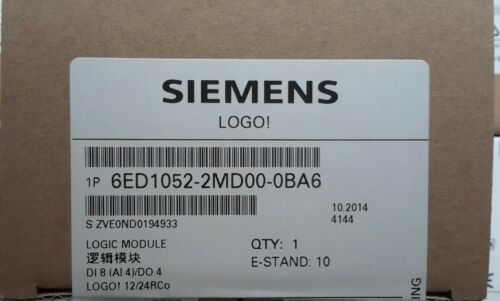 SIEMENS
LOGO!
1P 6ED1052-2MD00-0BA6
S ZVE0ND0194933
10.2014
4144
LOGIC MODULE
逻辑模块
DI 8 (AI 4)/DO 4
LOGO! 12/24RCo
QTY: 1
E-STAND: 10